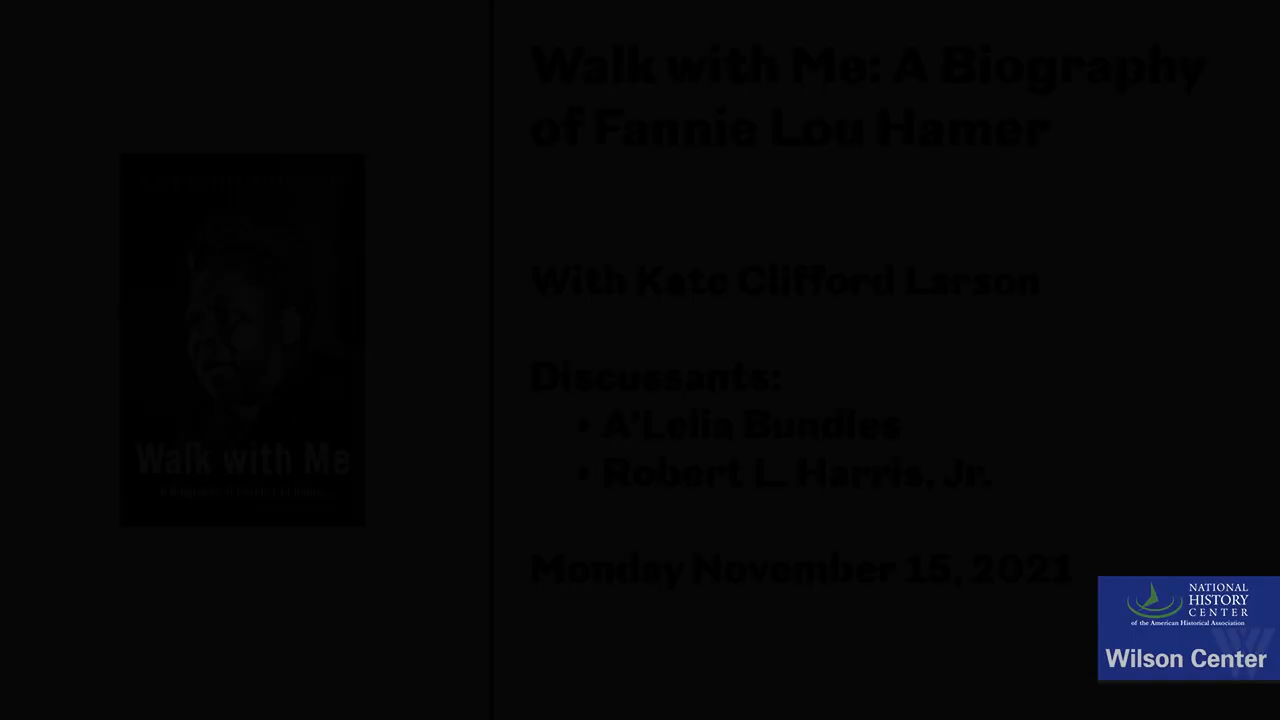 Walk with Me: A Biography
of Fannie Lou Hamer
With Kate Clifford Larson
Discussants:
• A'Lelia Bundles
• Robert L. Harris, Jr.
Monday November 15, 2021
Walk with Me
NATIONAL
HISTORY
CENTER
of the American Historical Association
Wilson Center